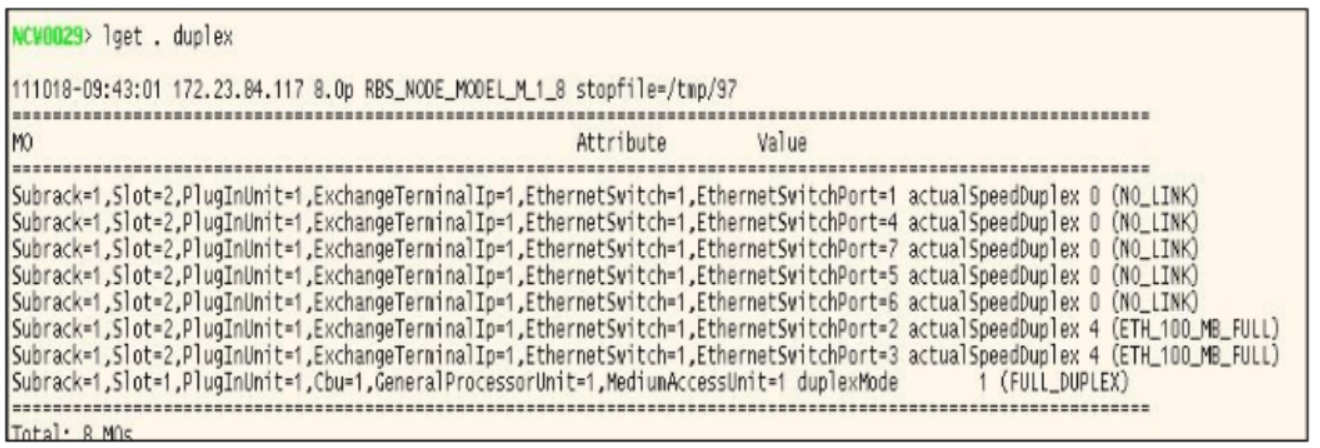 NCW0029> lget . duplex
111018-09:43:01 172.23.84.117 8.0p RBS_NODE_MODEL_M_1_8 stopfile=/tmp/97
=================================================================================================================
MO Attribute Value
=================================================================================================================
Subrack=1,Slot=2,PlugInUnit=1,ExchangeTerminalIp=1,EthernetSwitch=1,EthernetSwitchPort=1 actualSpeedDuplex 0 (NO_LINK)
Subrack=1,Slot=2,PlugInUnit=1,ExchangeTerminalIp=1,EthernetSwitch=1,EthernetSwitchPort=4 actualSpeedDuplex 0 (NO_LINK)
Subrack=1,Slot=2,PlugInUnit=1,ExchangeTerminalIp=1,EthernetSwitch=1,EthernetSwitchPort=7 actualSpeedDuplex 0 (NO_LINK)
Subrack=1,Slot=2,PlugInUnit=1,ExchangeTerminalIp=1,EthernetSwitch=1,EthernetSwitchPort=5 actualSpeedDuplex 0 (NO_LINK)
Subrack=1,Slot=2,PlugInUnit=1,ExchangeTerminalIp=1,EthernetSwitch=1,EthernetSwitchPort=6 actualSpeedDuplex 0 (NO_LINK)
Subrack=1,Slot=2,PlugInUnit=1,ExchangeTerminalIp=1,EthernetSwitch=1,EthernetSwitchPort=2 actualSpeedDuplex 4 (ETH_100_MB_FULL)
Subrack=1,Slot=2,PlugInUnit=1,ExchangeTerminalIp=1,EthernetSwitch=1,EthernetSwitchPort=3 actualSpeedDuplex 4 (ETH_100_MB_FULL)
Subrack=1,Slot=1,PlugInUnit=1,Cbu=1,GeneralProcessorUnit=1,MediumAccessUnit=1 duplexMode 1 (FULL_DUPLEX)
=================================================================================================================
Total: 8 MOs